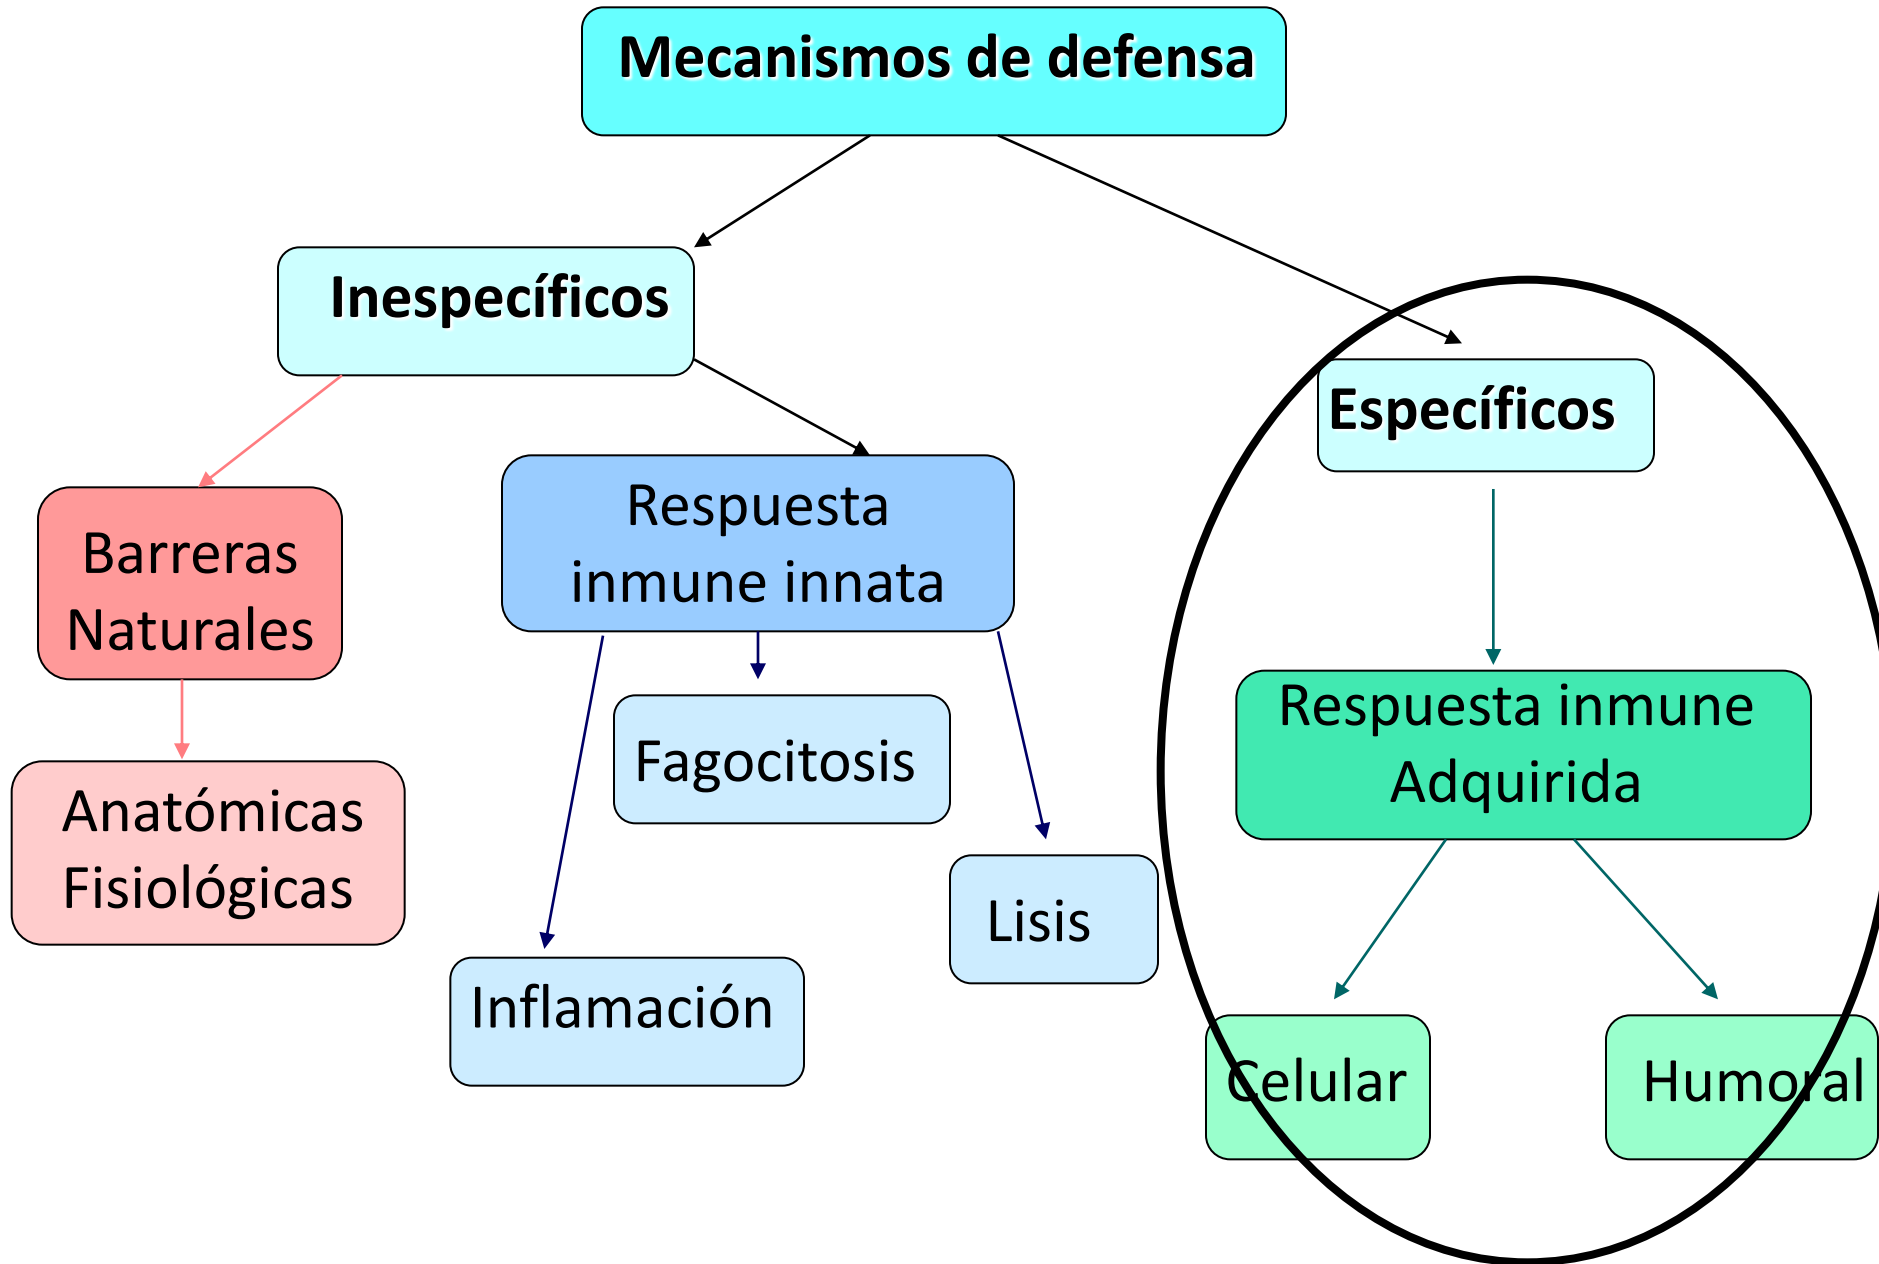 Mecanismos de defensa
Inespecíficos
Específicos
Barreras
Naturales
Respuesta
inmune innata
Respuesta inmune
Adquirida
Anatómicas
Fisiológicas
Fagocitosis
Lisis
Inflamación
Celular
Humoral